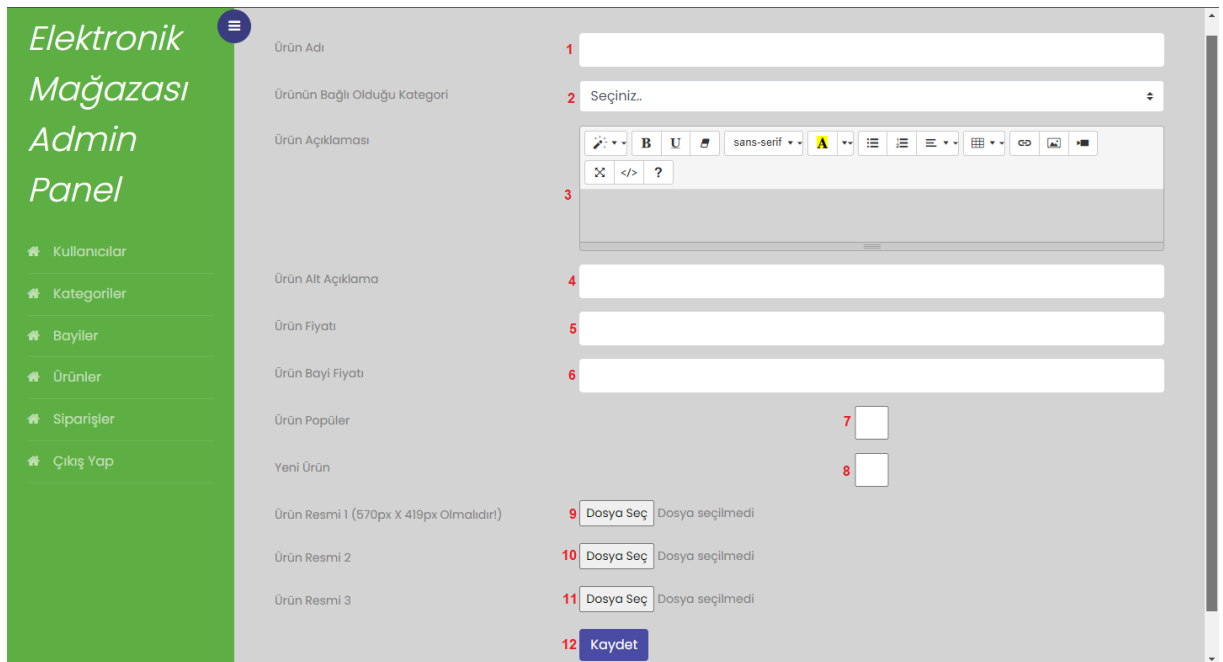 Elektronik
Mağazası
Admin
Panel
Kullanıcılar
Kategoriler
Bayiler
Ürünler
Siparişler
Çıkış Yap
Ürün Adı 1
Ürünün Bağlı Olduğu Kategori 2 Seçiniz..
Ürün Açıklaması
B U sans-serif A
</> ?
3
Ürün Alt Açıklama 4
Ürün Fiyatı 5
Ürün Bayi Fiyatı 6
Ürün Popüler 7
Yeni Ürün 8
Ürün Resmi 1 (570px X 419px Olmalıdır!) 9 Dosya Seç Dosya seçilmedi
Ürün Resmi 2 10 Dosya Seç Dosya seçilmedi
Ürün Resmi 3 11 Dosya Seç Dosya seçilmedi
12 Kaydet